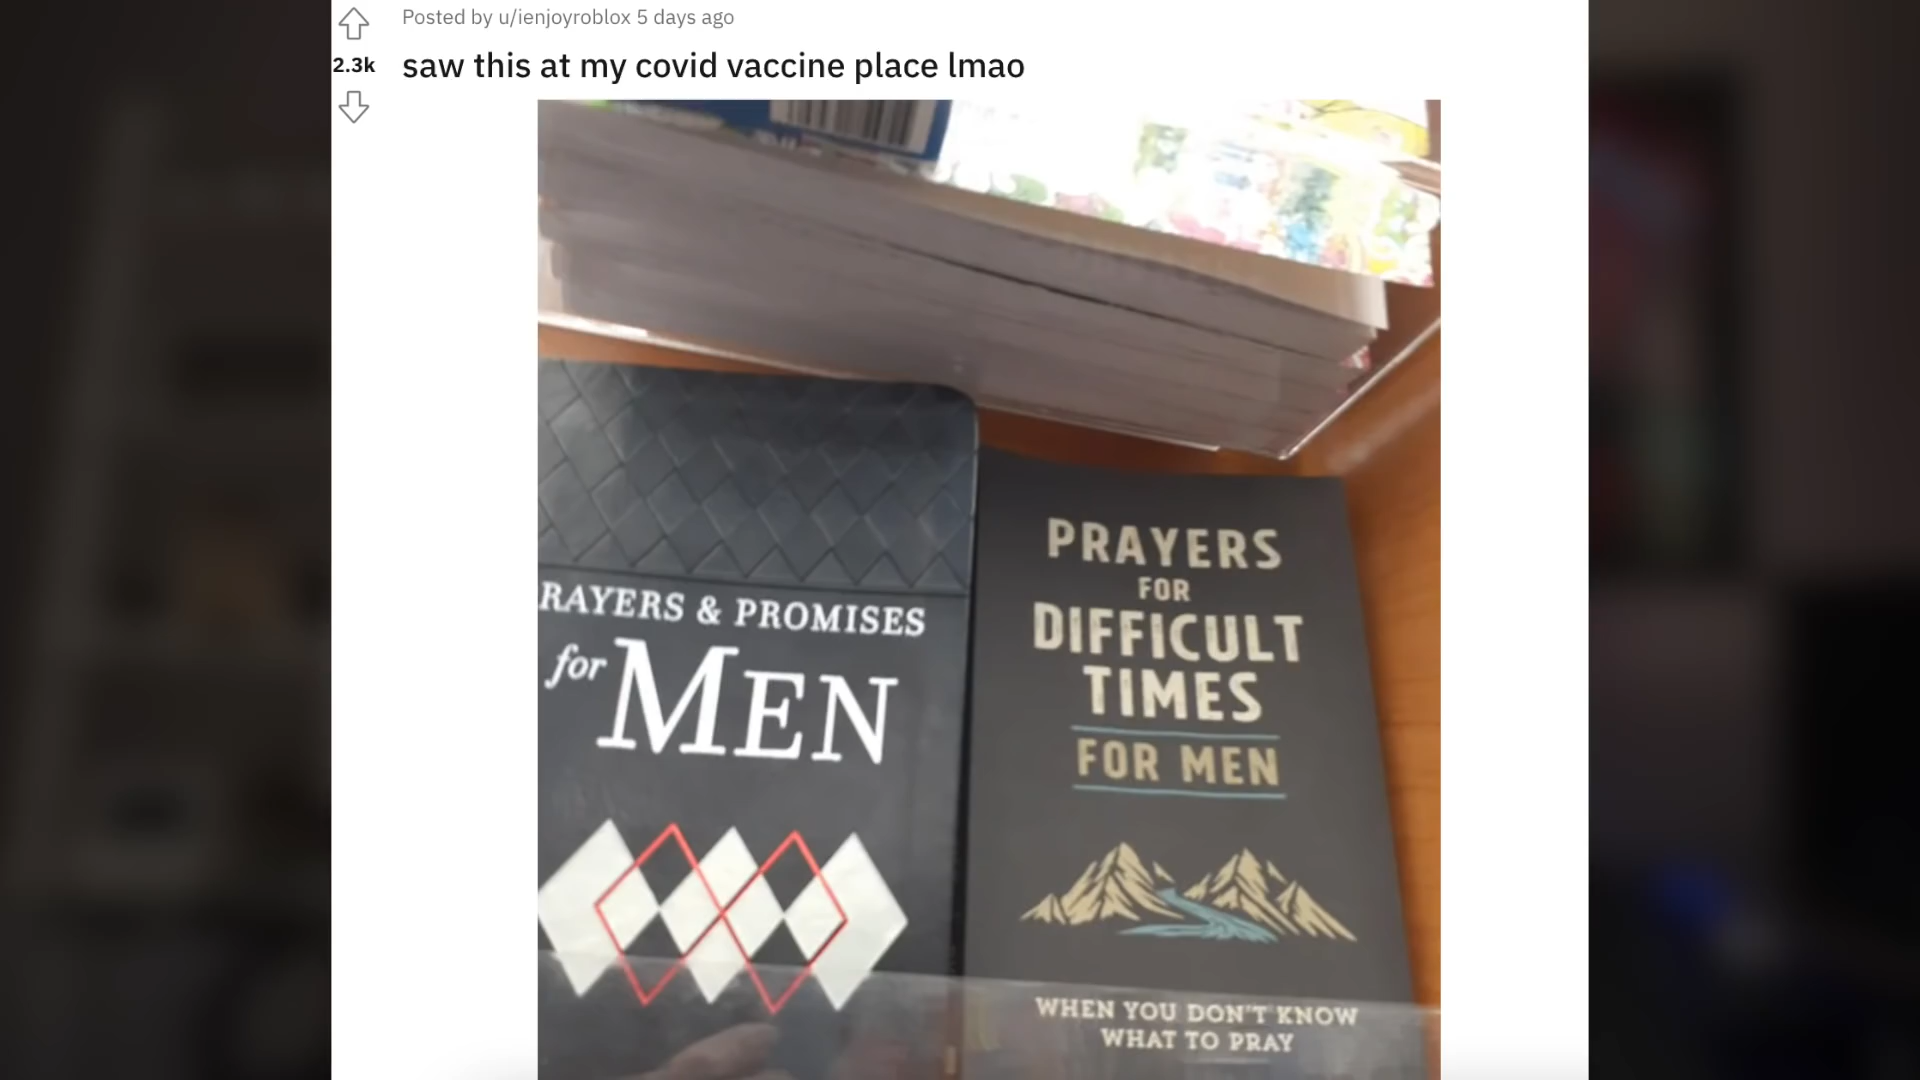 Posted by u/ienjoyroblox 5 days ago
2.3k
saw this at my covid vaccine place lmao
RAYERS & PROMISES
for MEN
PRAYERS
FOR
DIFFICULT
TIMES
FOR MEN
WHEN YOU DON'T KNOW
WHAT TO PRAY